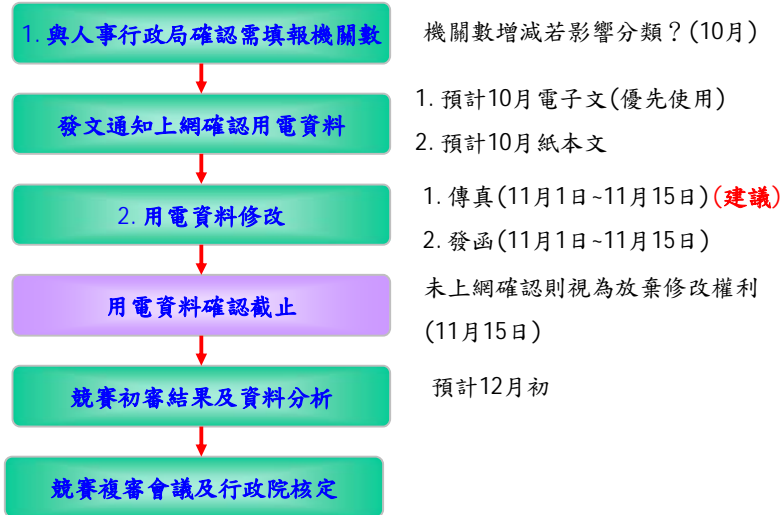 1.與人事行政局確認需填報機關數
機關數增減若影響分類？(10月)
發文通知上網確認用電資料
1.預計10月電子文(優先使用)
2.預計10月紙本文
2.用電資料修改
1.傳真(11月1日~11月15日)(建議)
2.發函(11月1日~11月15日)
用電資料確認截止
未上網確認則視為放棄修改權利
(11月15日)
競賽初審結果及資料分析
預計12月初
競賽複審會議及行政院核定